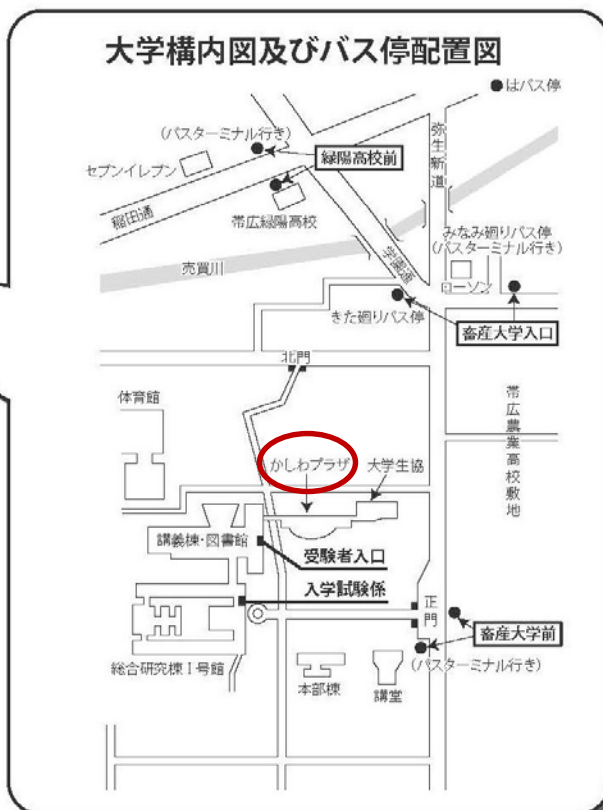 大学構内図及びバス停配置図
●はバス停
(バスターミナル行き)
緑陽高校前
セブンイレブン
弥生新道
稲田通
帯広緑陽高校
みなみ廻りバス停
(バスターミナル行き)
売買川
学園通
ローソン
きた廻りバス停
畜産大学入口
北門
体育館
帯広農業高校敷地
かしわプラザ
大学生協
講義棟・図書館
受験者入口
入学試験係
正門
畜産大学前
総合研究棟Ⅰ号館
本部棟
講堂
(バスターミナル行き)